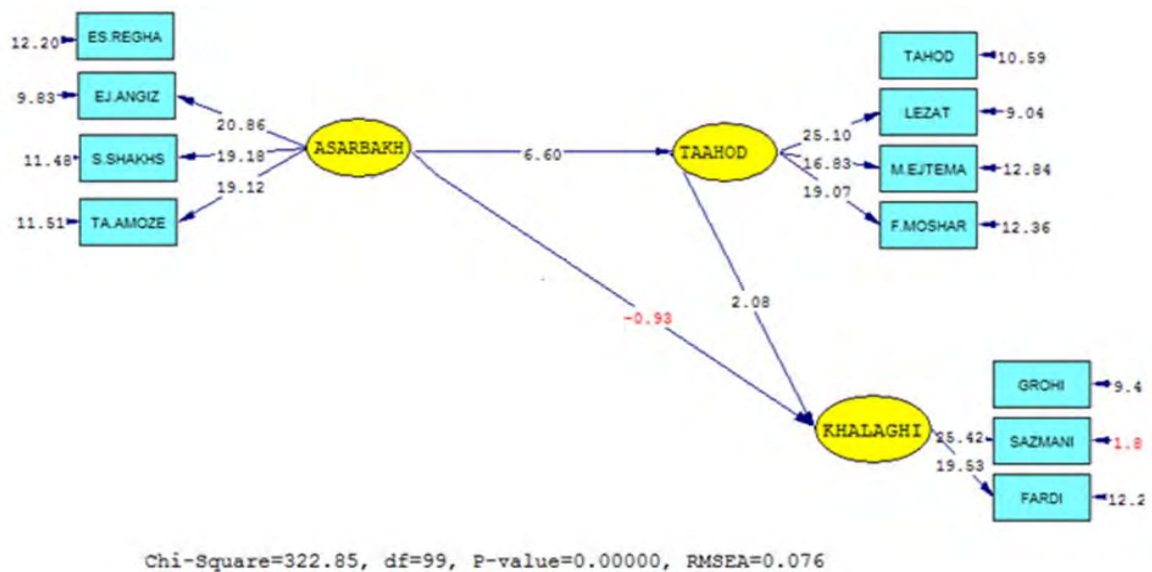 12.20
ES.REGHA
9.83
EJ.ANGIZ
11.48
S.SHAKHS
11.51
TA.AMOZE
20.86
19.18
19.12
ASARBAKH
6.60
TAAHOD
-0.93
2.08
25.10
16.83
19.07
TAHOD
10.59
LEZAT
9.04
M.EJTEMA
12.84
F.MOSHAR
12.36
KHALAGHI
25.42
19.53
GROHI
9.4
SAZMANI
1.8
FARDI
12.2
Chi-Square=322.85, df=99, P-value=0.00000, RMSEA=0.076